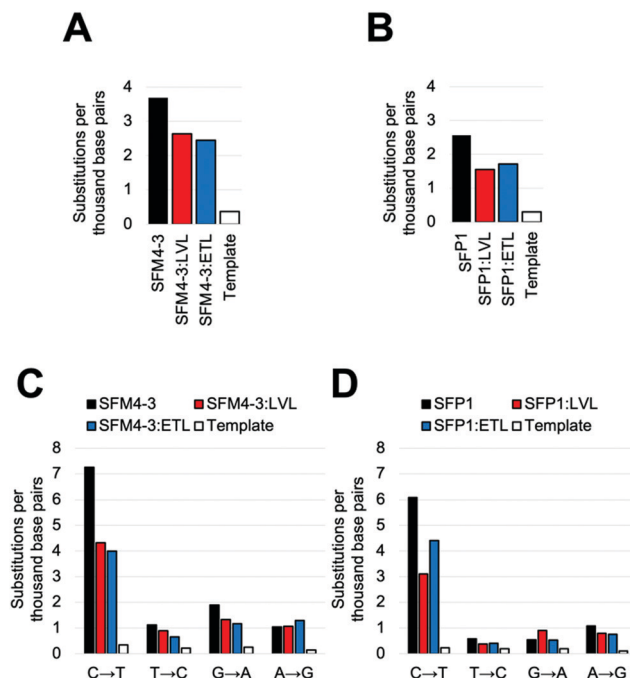 A
Substitutions per
thousand base pairs
4
3
2
1
0
SFM4-3
SFM4-3:LVL
SFM4-3:ETL
Template
B
Substitutions per
thousand base pairs
4
3
2
1
0
SFP1
SFP1:LVL
SFP1:ETL
Template
C
SFM4-3 SFM4-3:LVL
SFM4-3:ETL Template
Substitutions per
thousand base pairs
8
7
6
5
4
3
2
1
0
C→T T→C G→A A→G
D
SFP1 SFP1:LVL
SFP1:ETL Template
Substitutions per
thousand base pairs
8
7
6
5
4
3
2
1
0
C→T T→C G→A A→G